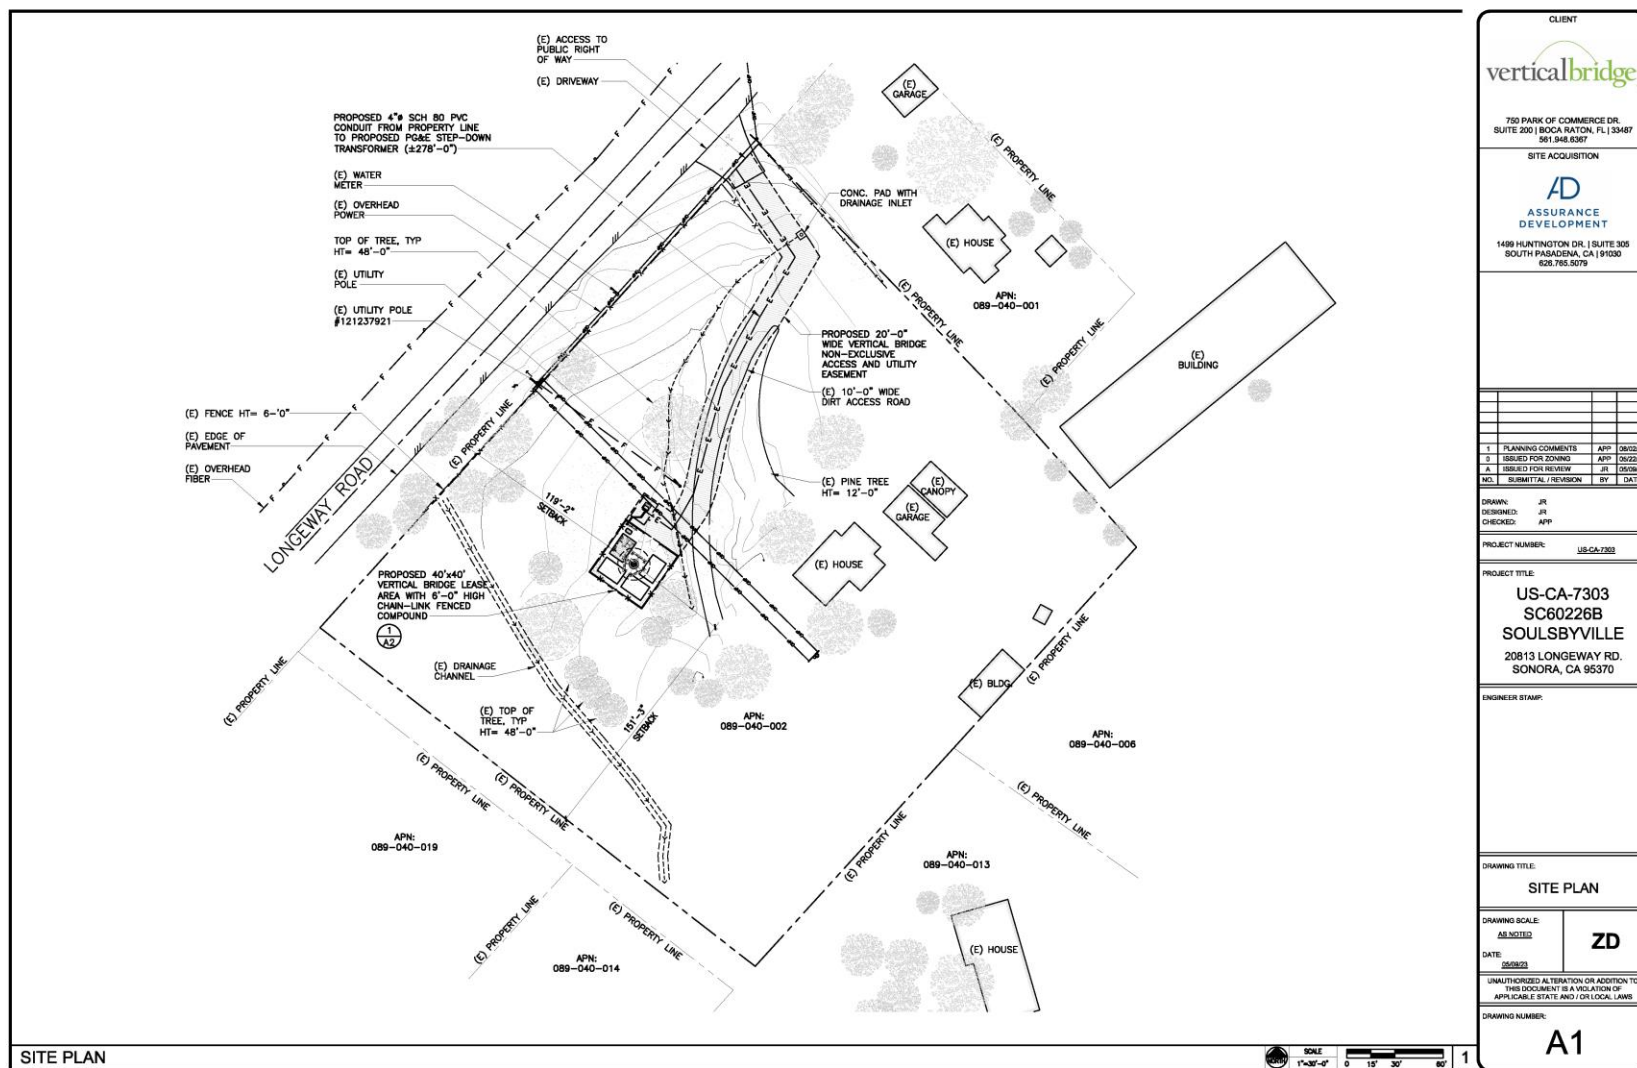 (E) ACCESS TO
PUBLIC RIGHT
OF WAY
(E) DRIVEWAY
PROPOSED 4"ø SCH 80 PVC
CONDUIT FROM PROPERTY LINE
TO PROPOSED PG&E STEP-DOWN
TRANSFORMER (±278'-0")
(E) WATER
METER
(E) OVERHEAD
POWER
TOP OF TREE, TYP
HT= 48'-0"
(E) UTILITY
POLE
(E) UTILITY POLE
#121237921
(E) FENCE HT= 6-'0"
(E) EDGE OF
PAVEMENT
(E) OVERHEAD
FIBER
LONGEWAY ROAD
(E) PROPERTY LINE
119'-2"
SETBACK
PROPOSED 40'x40'
VERTICAL BRIDGE LEASE
AREA WITH 6'-0" HIGH
CHAIN-LINK FENCED
COMPOUND
1
A2
(E) DRAINAGE
CHANNEL
(E) TOP OF
TREE, TYP
HT= 48'-0"
151'-3"
SETBACK
(E) PROPERTY LINE
(E) PROPERTY LINE
(E) PROPERTY LINE
(E) PROPERTY LINE
(E) PROPERTY LINE
APN:
089-040-019
APN:
089-040-014
(E)
GARAGE
(E) PROPERTY LINE
CONC. PAD WITH
DRAINAGE INLET
(E) HOUSE
APN:
089-040-001
(E) PROPERTY LINE
(E) PROPERTY LINE
(E)
BUILDING
PROPOSED 20'-0"
WIDE VERTICAL BRIDGE
NON-EXCLUSIVE
ACCESS AND UTILITY
EASEMENT
(E) 10'-0" WIDE
DIRT ACCESS ROAD
(E) PINE TREE
HT= 12'-0"
(E)
CANOPY
(E)
GARAGE
(E) HOUSE
(E) PROPERTY LINE
(E) BLDG.
APN:
089-040-002
APN:
089-040-006
(E) PROPERTY LINE
(E) PROPERTY LINE
APN:
089-040-013
(E) HOUSE
SITE PLAN
NORTH
SCALE
1"=30'-0"
0 15' 30' 60'
1
CLIENT
verticalbridge
750 PARK OF COMMERCE DR.
SUITE 200 | BOCA RATON, FL | 33487
561.948.6367
SITE ACQUISITION
AD
ASSURANCE
DEVELOPMENT
1499 HUNTINGTON DR. | SUITE 305
SOUTH PASADENA, CA | 91030
626.765.5079
1 PLANNING COMMENTS APP
0 ISSUED FOR ZONING APP
A ISSUED FOR REVIEW JR
NO. SUBMITTAL / REVISION BY DAT
DRAWN: JR
DESIGNED: JR
CHECKED: APP
PROJECT NUMBER: US-CA-7303
PROJECT TITLE:
US-CA-7303
SC60226B
SOULSBYVILLE
20813 LONGEWAY RD.
SONORA, CA 95370
ENGINEER STAMP:
DRAWING TITLE:
SITE PLAN
DRAWING SCALE:
AS NOTED
ZD
DATE:
05/09/23
UNAUTHORIZED ALTERATION OR ADDITION TO
THIS DOCUMENT IS A VIOLATION OF
APPLICABLE STATE AND / OR LOCAL LAWS
DRAWING NUMBER:
A1